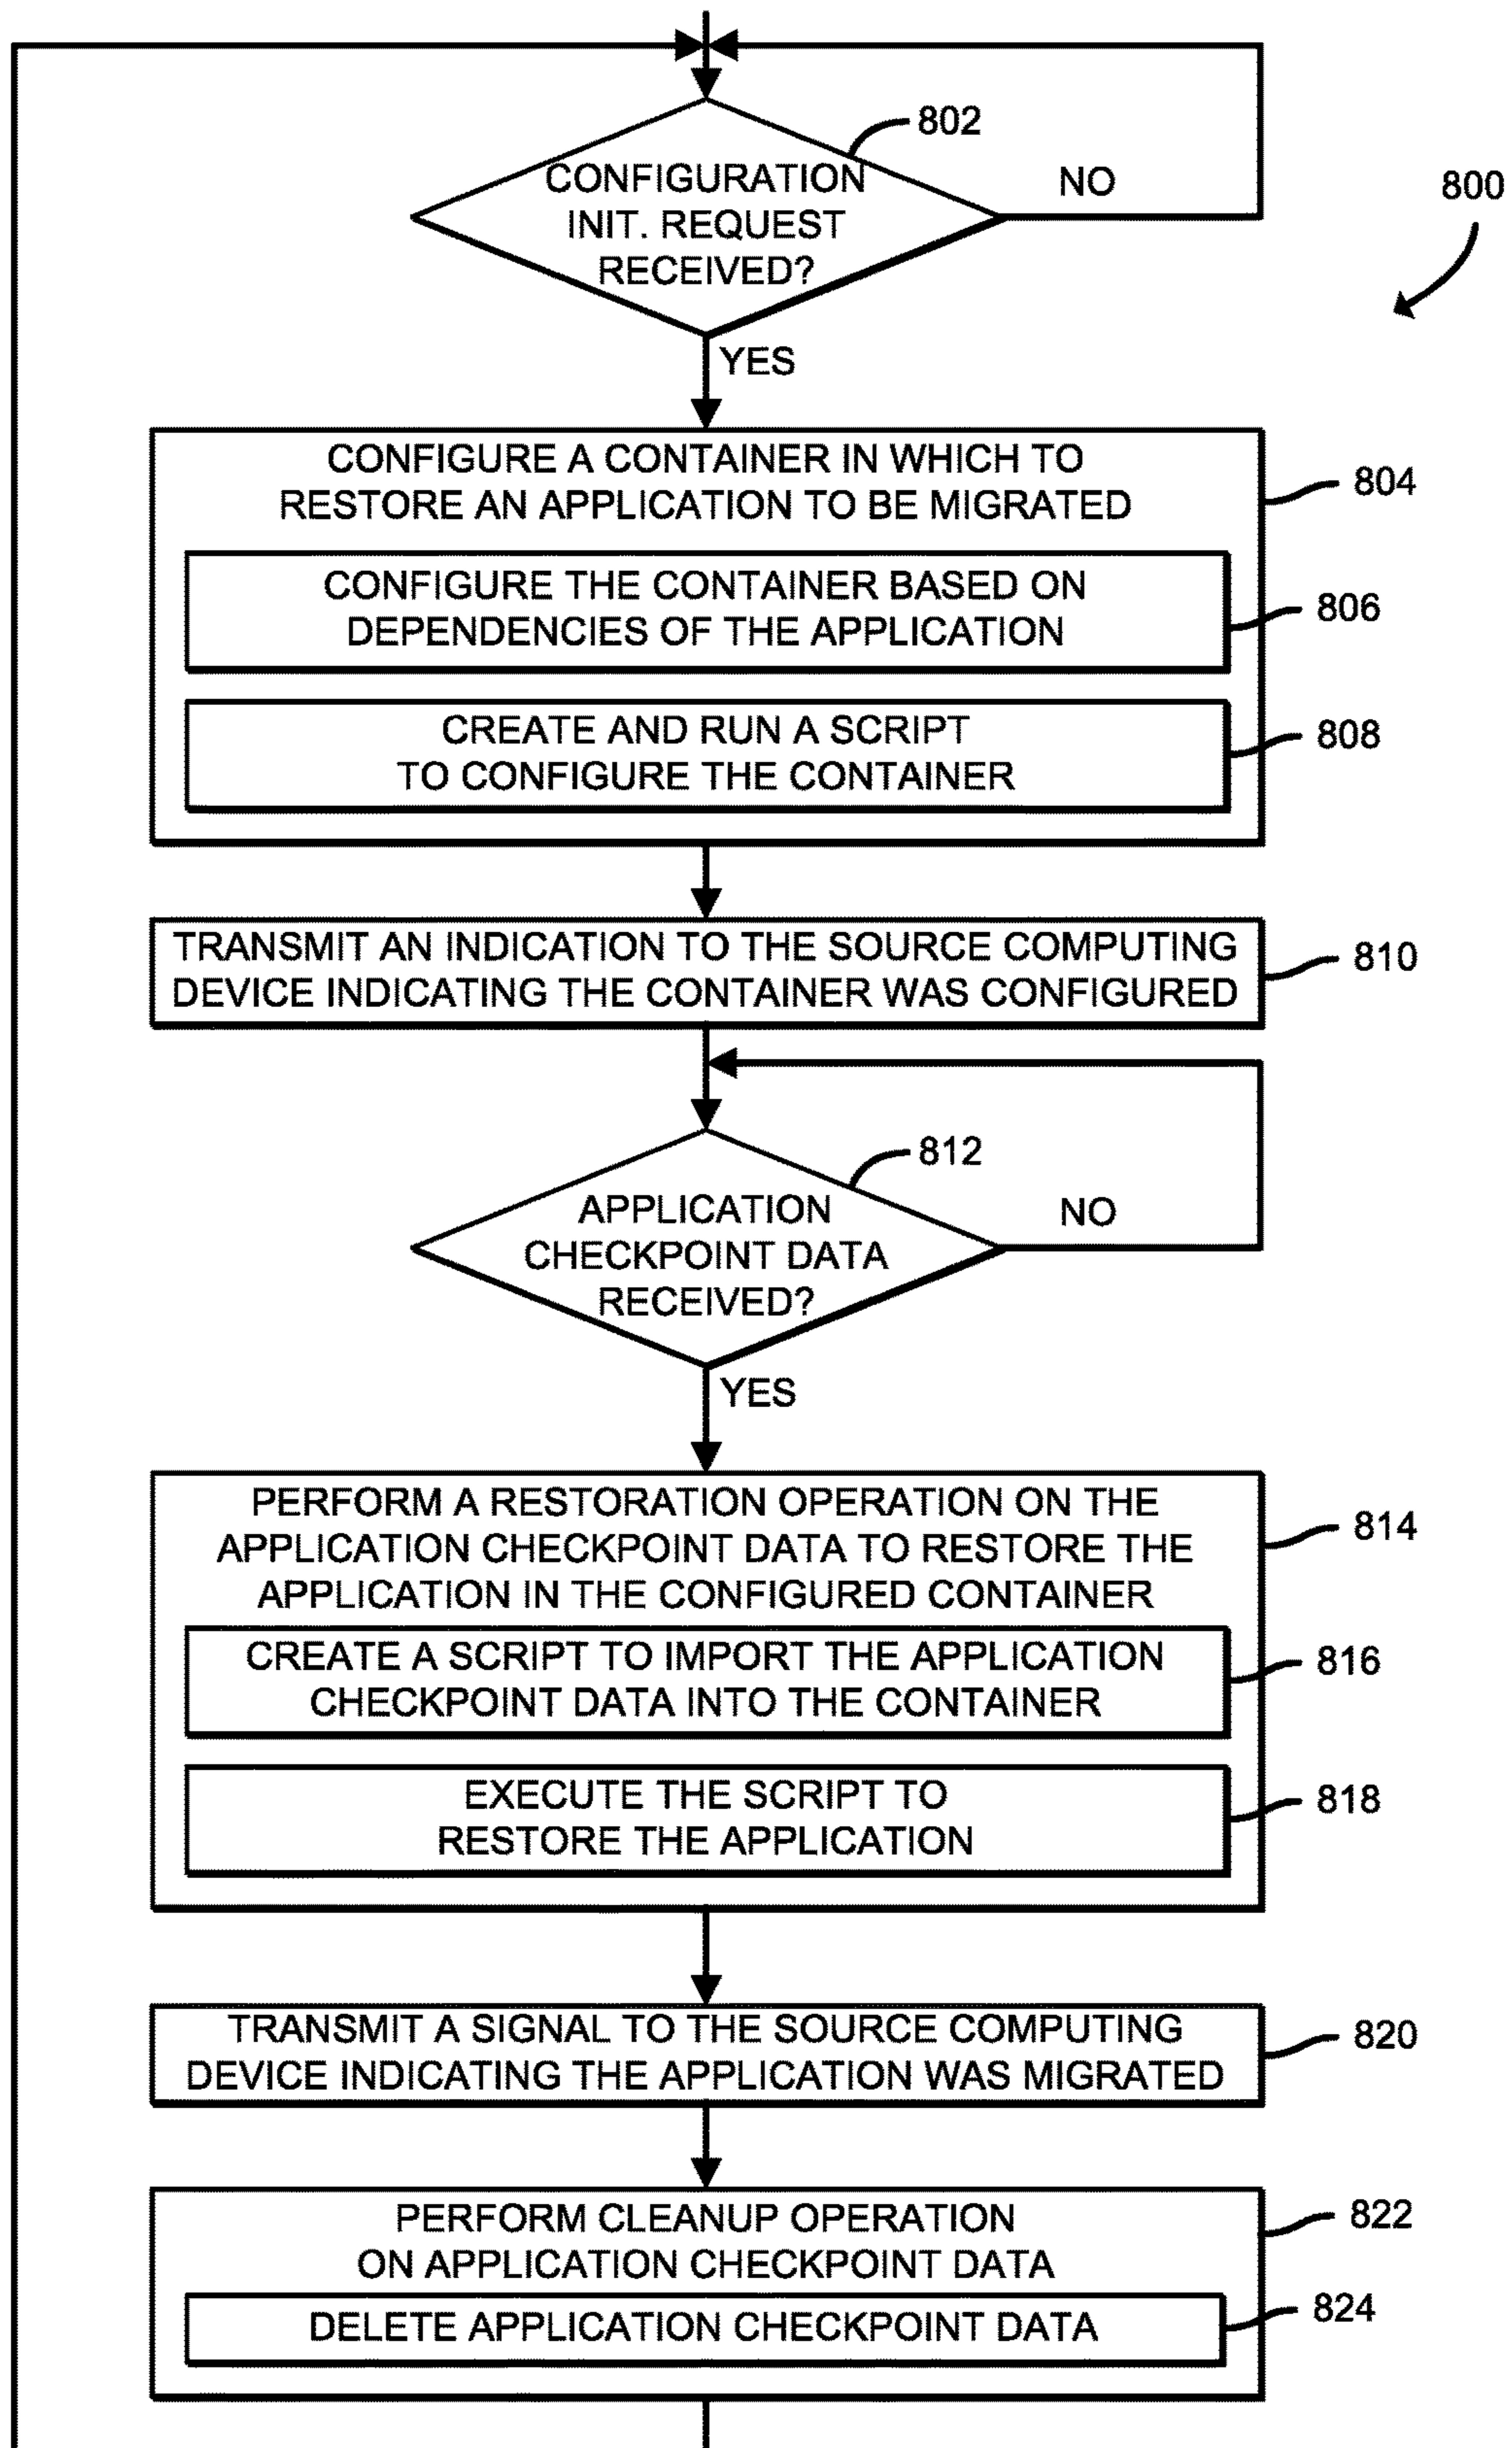 802
CONFIGURATION
INIT. REQUEST
RECEIVED?
NO
800
YES
CONFIGURE A CONTAINER IN WHICH TO
RESTORE AN APPLICATION TO BE MIGRATED
804
CONFIGURE THE CONTAINER BASED ON
DEPENDENCIES OF THE APPLICATION
806
CREATE AND RUN A SCRIPT
TO CONFIGURE THE CONTAINER
808
TRANSMIT AN INDICATION TO THE SOURCE COMPUTING
DEVICE INDICATING THE CONTAINER WAS CONFIGURED
810
812
APPLICATION
CHECKPOINT DATA
RECEIVED?
NO
YES
PERFORM A RESTORATION OPERATION ON THE
APPLICATION CHECKPOINT DATA TO RESTORE THE
APPLICATION IN THE CONFIGURED CONTAINER
814
CREATE A SCRIPT TO IMPORT THE APPLICATION
CHECKPOINT DATA INTO THE CONTAINER
816
EXECUTE THE SCRIPT TO
RESTORE THE APPLICATION
818
TRANSMIT A SIGNAL TO THE SOURCE COMPUTING
DEVICE INDICATING THE APPLICATION WAS MIGRATED
820
PERFORM CLEANUP OPERATION
ON APPLICATION CHECKPOINT DATA
822
DELETE APPLICATION CHECKPOINT DATA
824